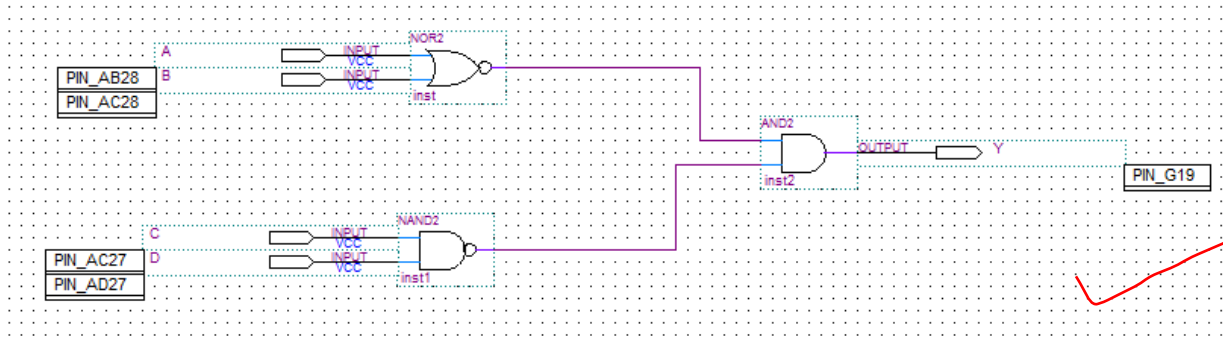 NOR2
A INPUT
VCC
PIN_AB28 B INPUT
VCC
PIN_AC28
inst
AND2
OUTPUT Y
inst2
PIN_G19
NAND2
C INPUT
VCC
PIN_AC27 D INPUT
VCC
PIN_AD27
inst1